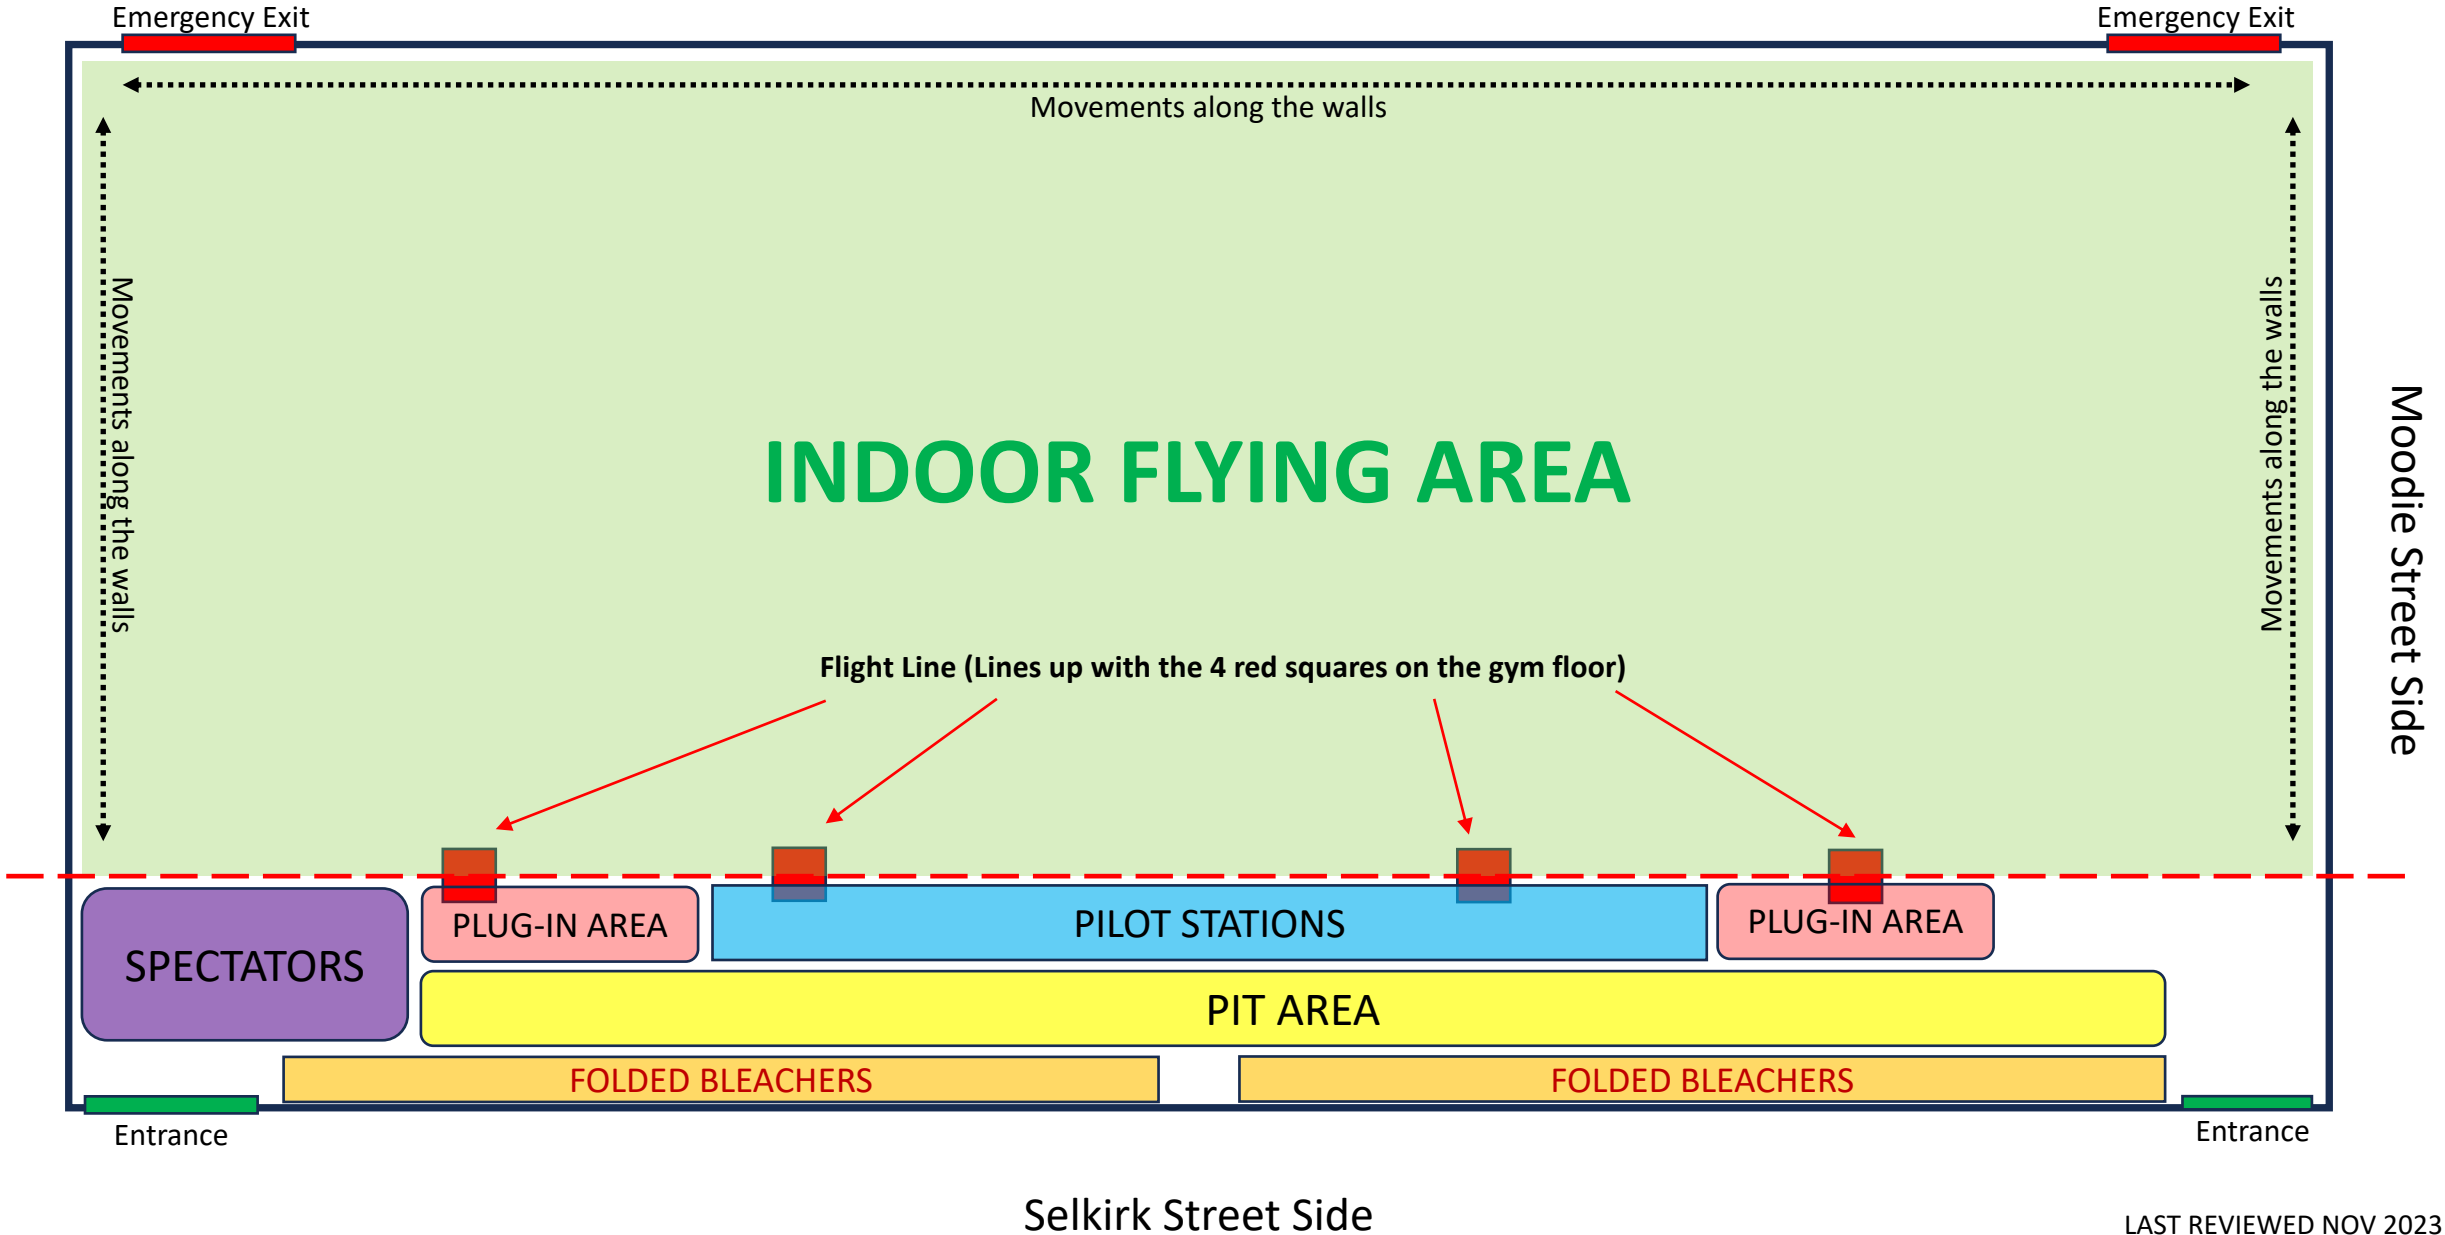 Emergency Exit
Emergency Exit
Movements along the walls
Movements along the walls
Movements along the walls
Moodie Street Side
INDOOR FLYING AREA
Flight Line (Lines up with the 4 red squares on the gym floor)
SPECTATORS
PLUG-IN AREA
PILOT STATIONS
PLUG-IN AREA
PIT AREA
FOLDED BLEACHERS
FOLDED BLEACHERS
Entrance
Entrance
Selkirk Street Side
LAST REVIEWED NOV 2023